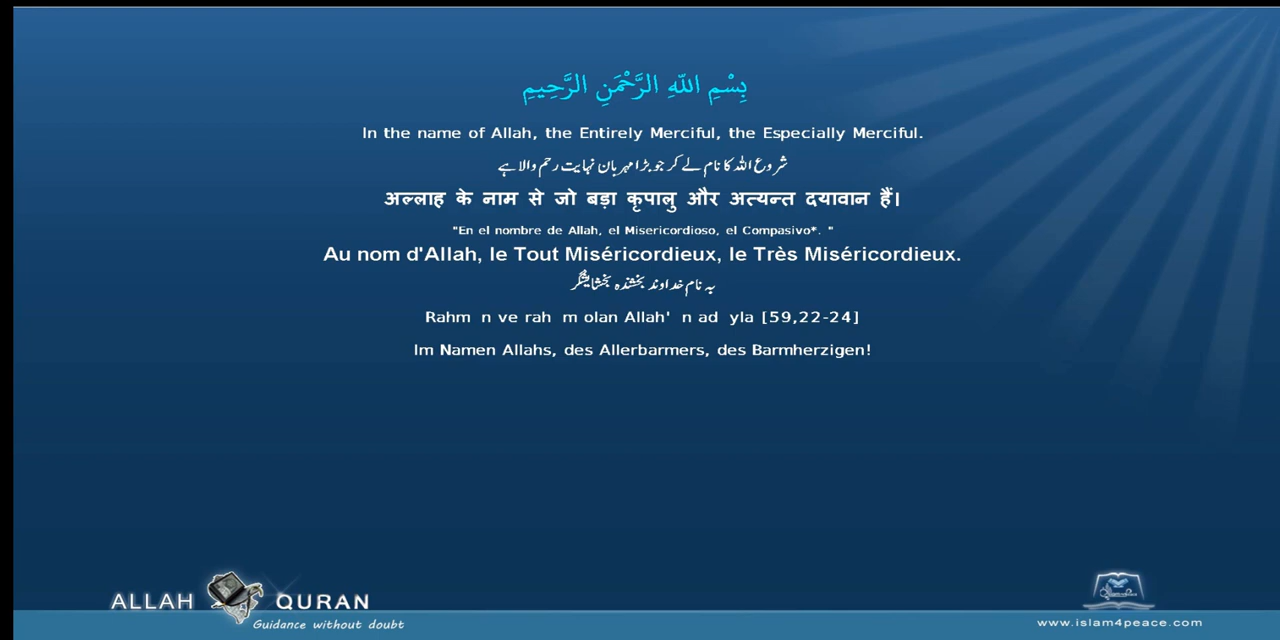 بِسْمِ اللَّهِ الرَّحْمَنِ الرَّحِيمِ
In the name of Allah, the Entirely Merciful, the Especially Merciful.
شروع اللہ کا نام لے کر جو بڑا مہربان نہایت رحم والا ہے
अल्लाह के नाम से जो बड़ा कृपालु और अत्यन्त दयावान हैं।
"En el nombre de Allah, el Misericordioso, el Compasivo*. "
Au nom d'Allah, le Tout Miséricordieux, le Très Miséricordieux.
به نام خداوند بخشنده بخشایشگر
Rahm n ve rah m olan Allah' n ad yla [59,22-24]
Im Namen Allahs, des Allerbarmers, des Barmherzigen!
ALLAH QURAN
Guidance without doubt
www.islam4peace.com